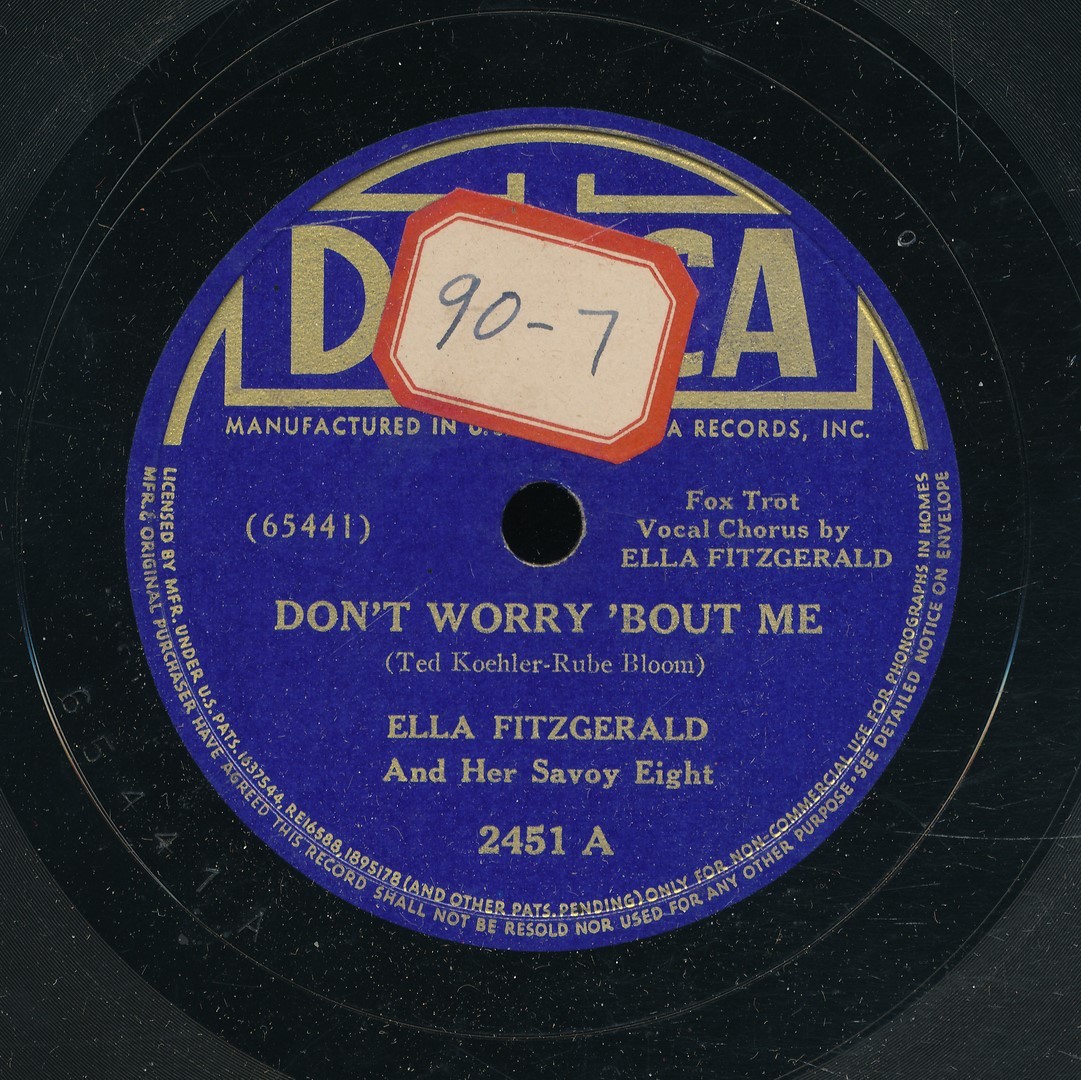 D CA
90-7
MANUFACTURED IN U.S. A RECORDS, INC.
(65441)
Fox Trot
Vocal Chorus by
ELLA FITZGERALD
DON'T WORRY 'BOUT ME
(Ted Koehler-Rube Bloom)
ELLA FITZGERALD
And Her Savoy Eight
2451 A
LICENSED BY MFR. UNDER U.S. PATS. 1637544, RE16588, 1895178 (AND OTHER PATS. PENDING) ONLY FOR NON-COMMERCIAL USE FOR PHONOGRAPHS IN HOMES
MFR. & ORIGINAL PURCHASER HAVE AGREED THIS RECORD SHALL NOT BE RESOLD NOR USED FOR ANY OTHER PURPOSE - SEE DETAILED NOTICE ON ENVELOPE
65441A